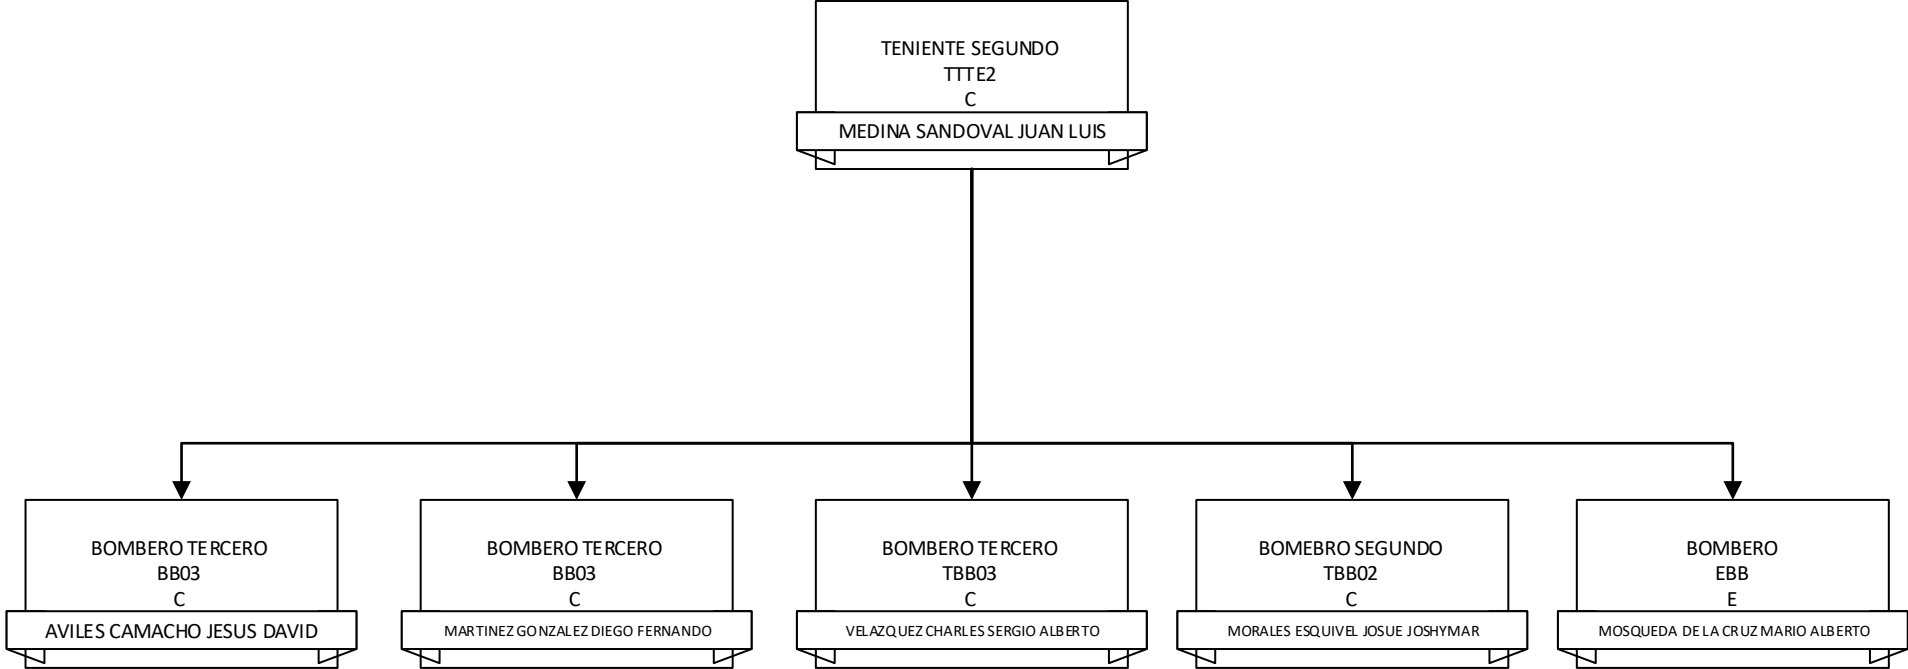 TENIENTE SEGUNDO
TTTE2
C
MEDINA SANDOVAL JUAN LUIS
BOMBERO TERCERO
BB03
C
AVILES CAMACHO JESUS DAVID
BOMBERO TERCERO
BB03
C
MARTINEZ GONZALEZ DIEGO FERNANDO
BOMBERO TERCERO
TBB03
C
VELAZQUEZ CHARLES SERGIO ALBERTO
BOMEBRO SEGUNDO
TBB02
C
MORALES ESQUIVEL JOSUE JOSHYMAR
BOMBERO
EBB
E
MOSQUEDA DE LA CRUZ MARIO ALBERTO